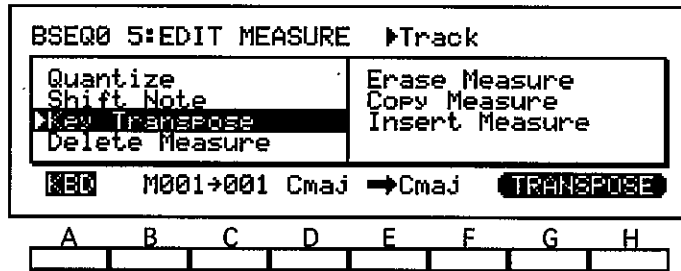 BSEQ0 5:EDIT MEASURE ▶Track
Quantize
Shift Note
▶Key Transpose
Delete Measure
Erase Measure
Copy Measure
Insert Measure
KBD M001→001 Cmaj ➡Cmaj TRANSPOSE
A B C D E F G H